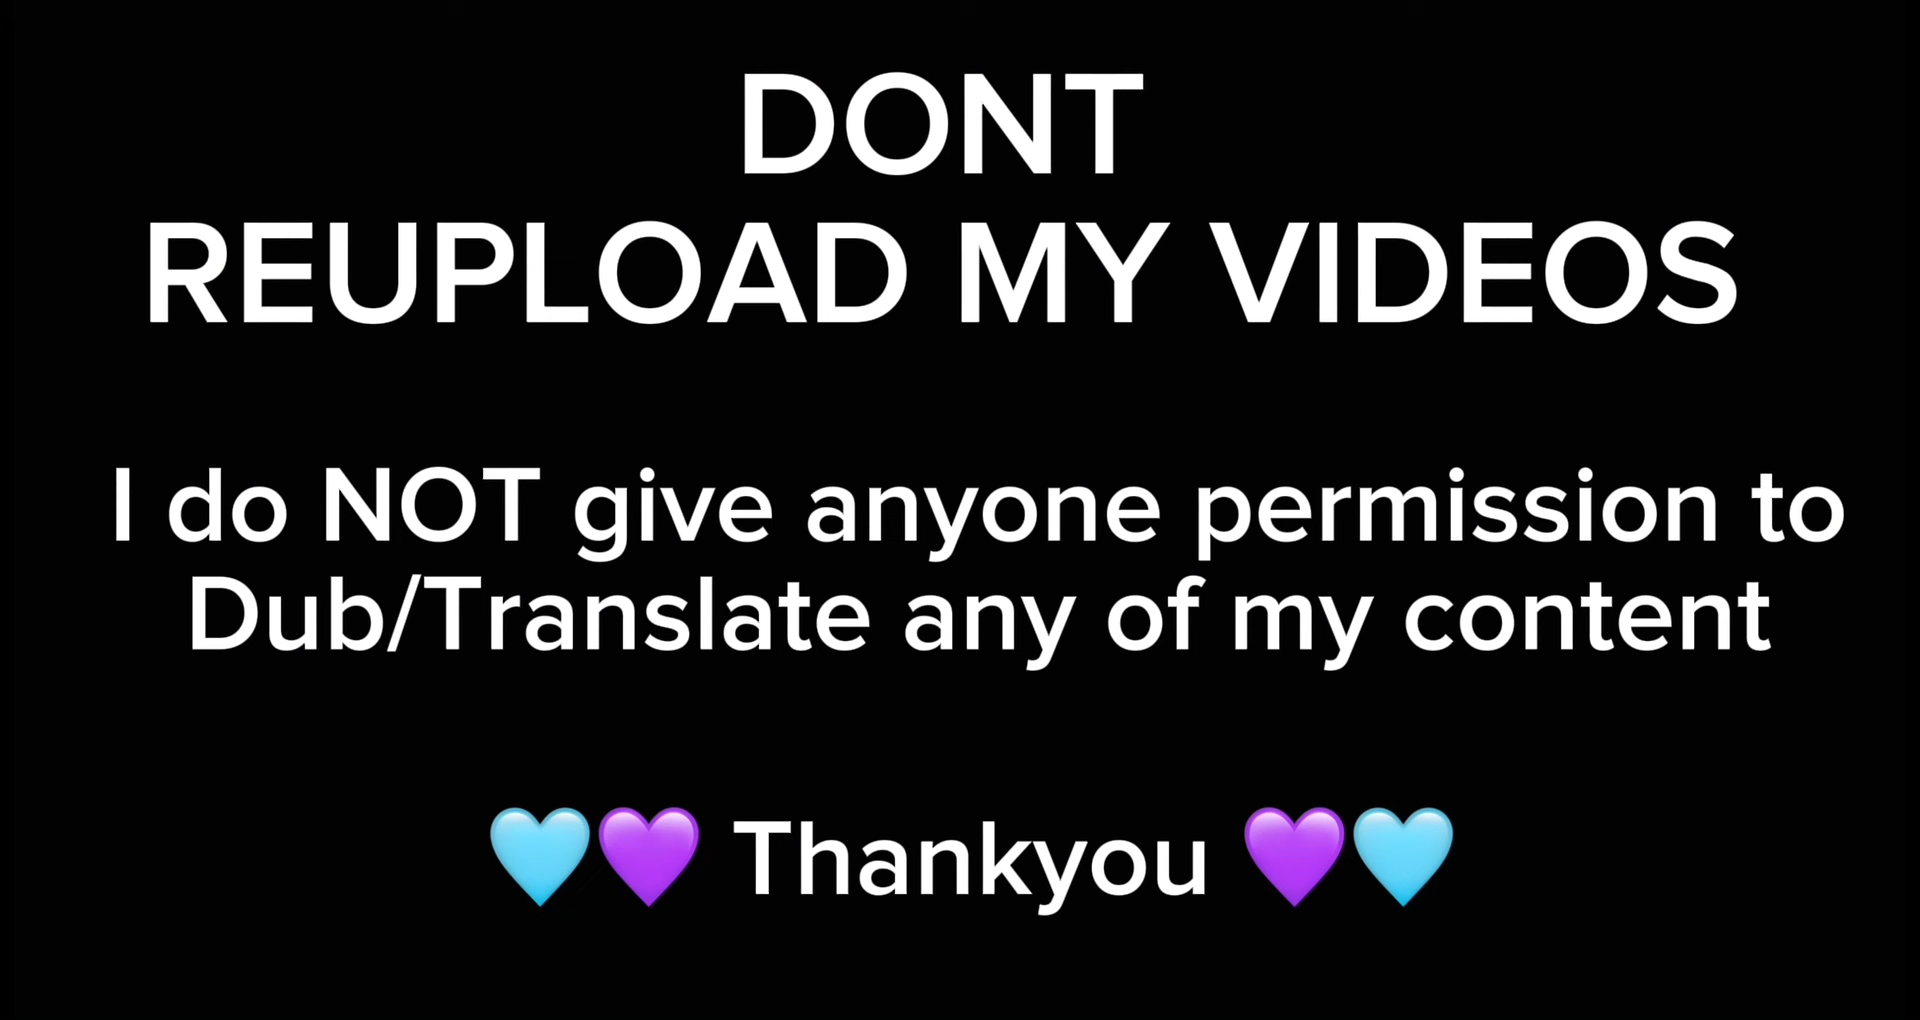 DONT
REUPLOAD MY VIDEOS
I do NOT give anyone permission to
Dub/Translate any of my content
🩵💜 Thankyou 💜🩵